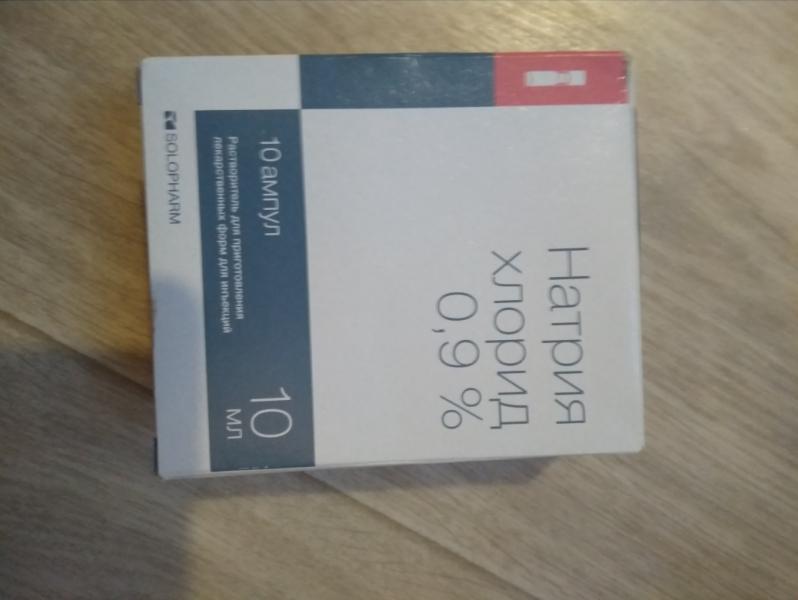 Натрия
хлорид
0,9 %
10 ампул
Растворитель для приготовления
лекарственных форм для инъекций
10
мл
SOLOPHARM